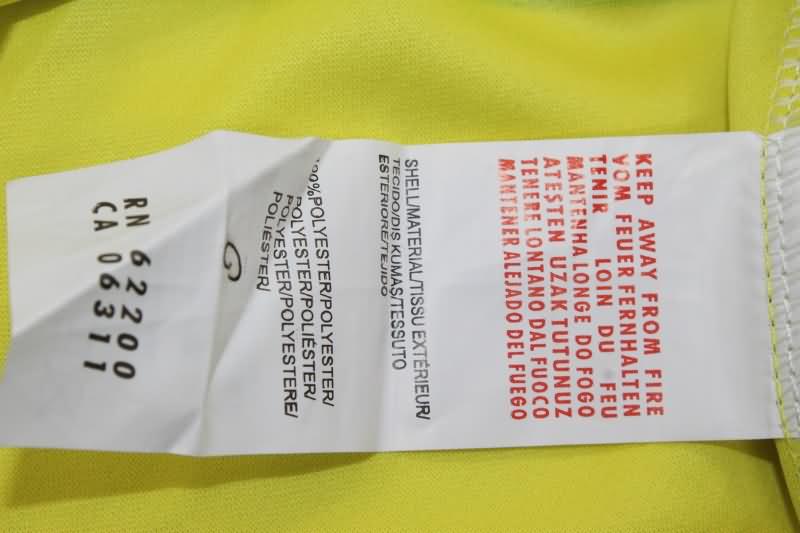 KEEP AWAY FROM FIRE
VOM FEUER FERNHALTEN
TENIR LOIN DU FEU
MANTENHA LONGE DO FOGO
ATESTEN UZAK TUTUNUZ
TENERE LONTANO DAL FUOCO
MANTENER ALEJADO DEL FUEGO
SHELL/MATERIAL/TISSU EXTÉRIEUR/
TECIDO/DIS KUMAS/TESSUTO
ESTERIORE/TEJIDO
100%POLYESTER/POLYESTER/
POLYESTER/POLIÉSTER/
POLYESTER/POLYESTERE/
POLIÉSTER/
RN 62200
CA 06311